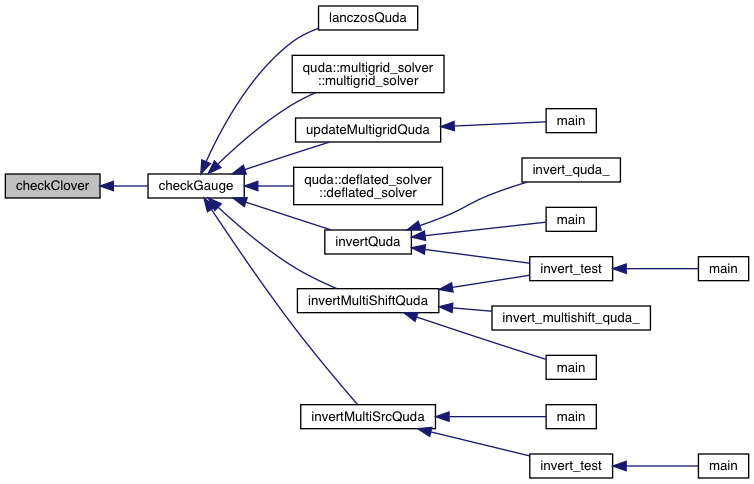 lanczosQuda
quda::multigrid_solver
::multigrid_solver
updateMultigridQuda
main
checkClover
checkGauge
quda::deflated_solver
::deflated_solver
invert_quda_
main
invertQuda
invert_test
main
invertMultiShiftQuda
invert_multishift_quda_
main
invertMultiSrcQuda
main
invert_test
main